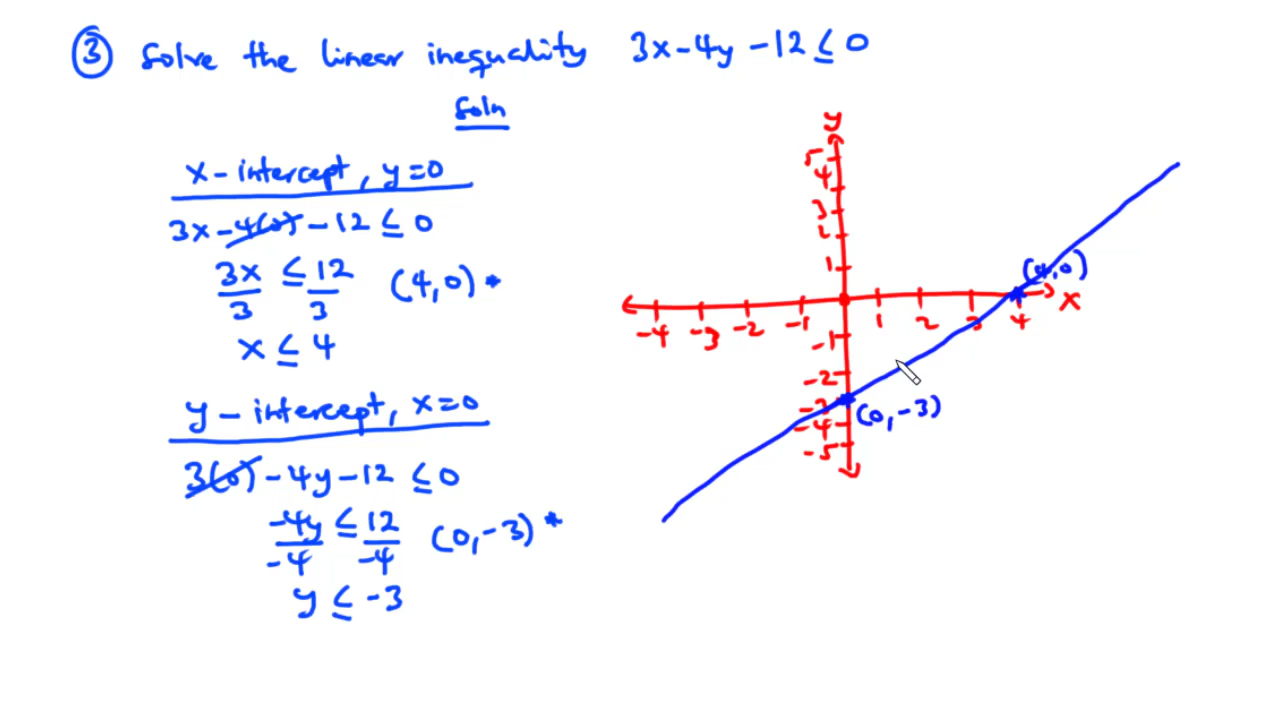 ③ Solve the linear inequality 3x-4y-12≤0
Soln
x-intercept, y=0
3x-4(0)-12≤0
3x/3 ≤ 12/3 (4,0)*
x ≤ 4
y-intercept, x=0
3(0)-4y-12≤0
-4y/-4 ≤ 12/-4 (0,-3)*
y ≤ -3
y
5
4
3
2
1
(4,0)
-4 -3 -2 -1 1 2 3 4 x
-1
-2
-3 (0,-3)
-4
-5